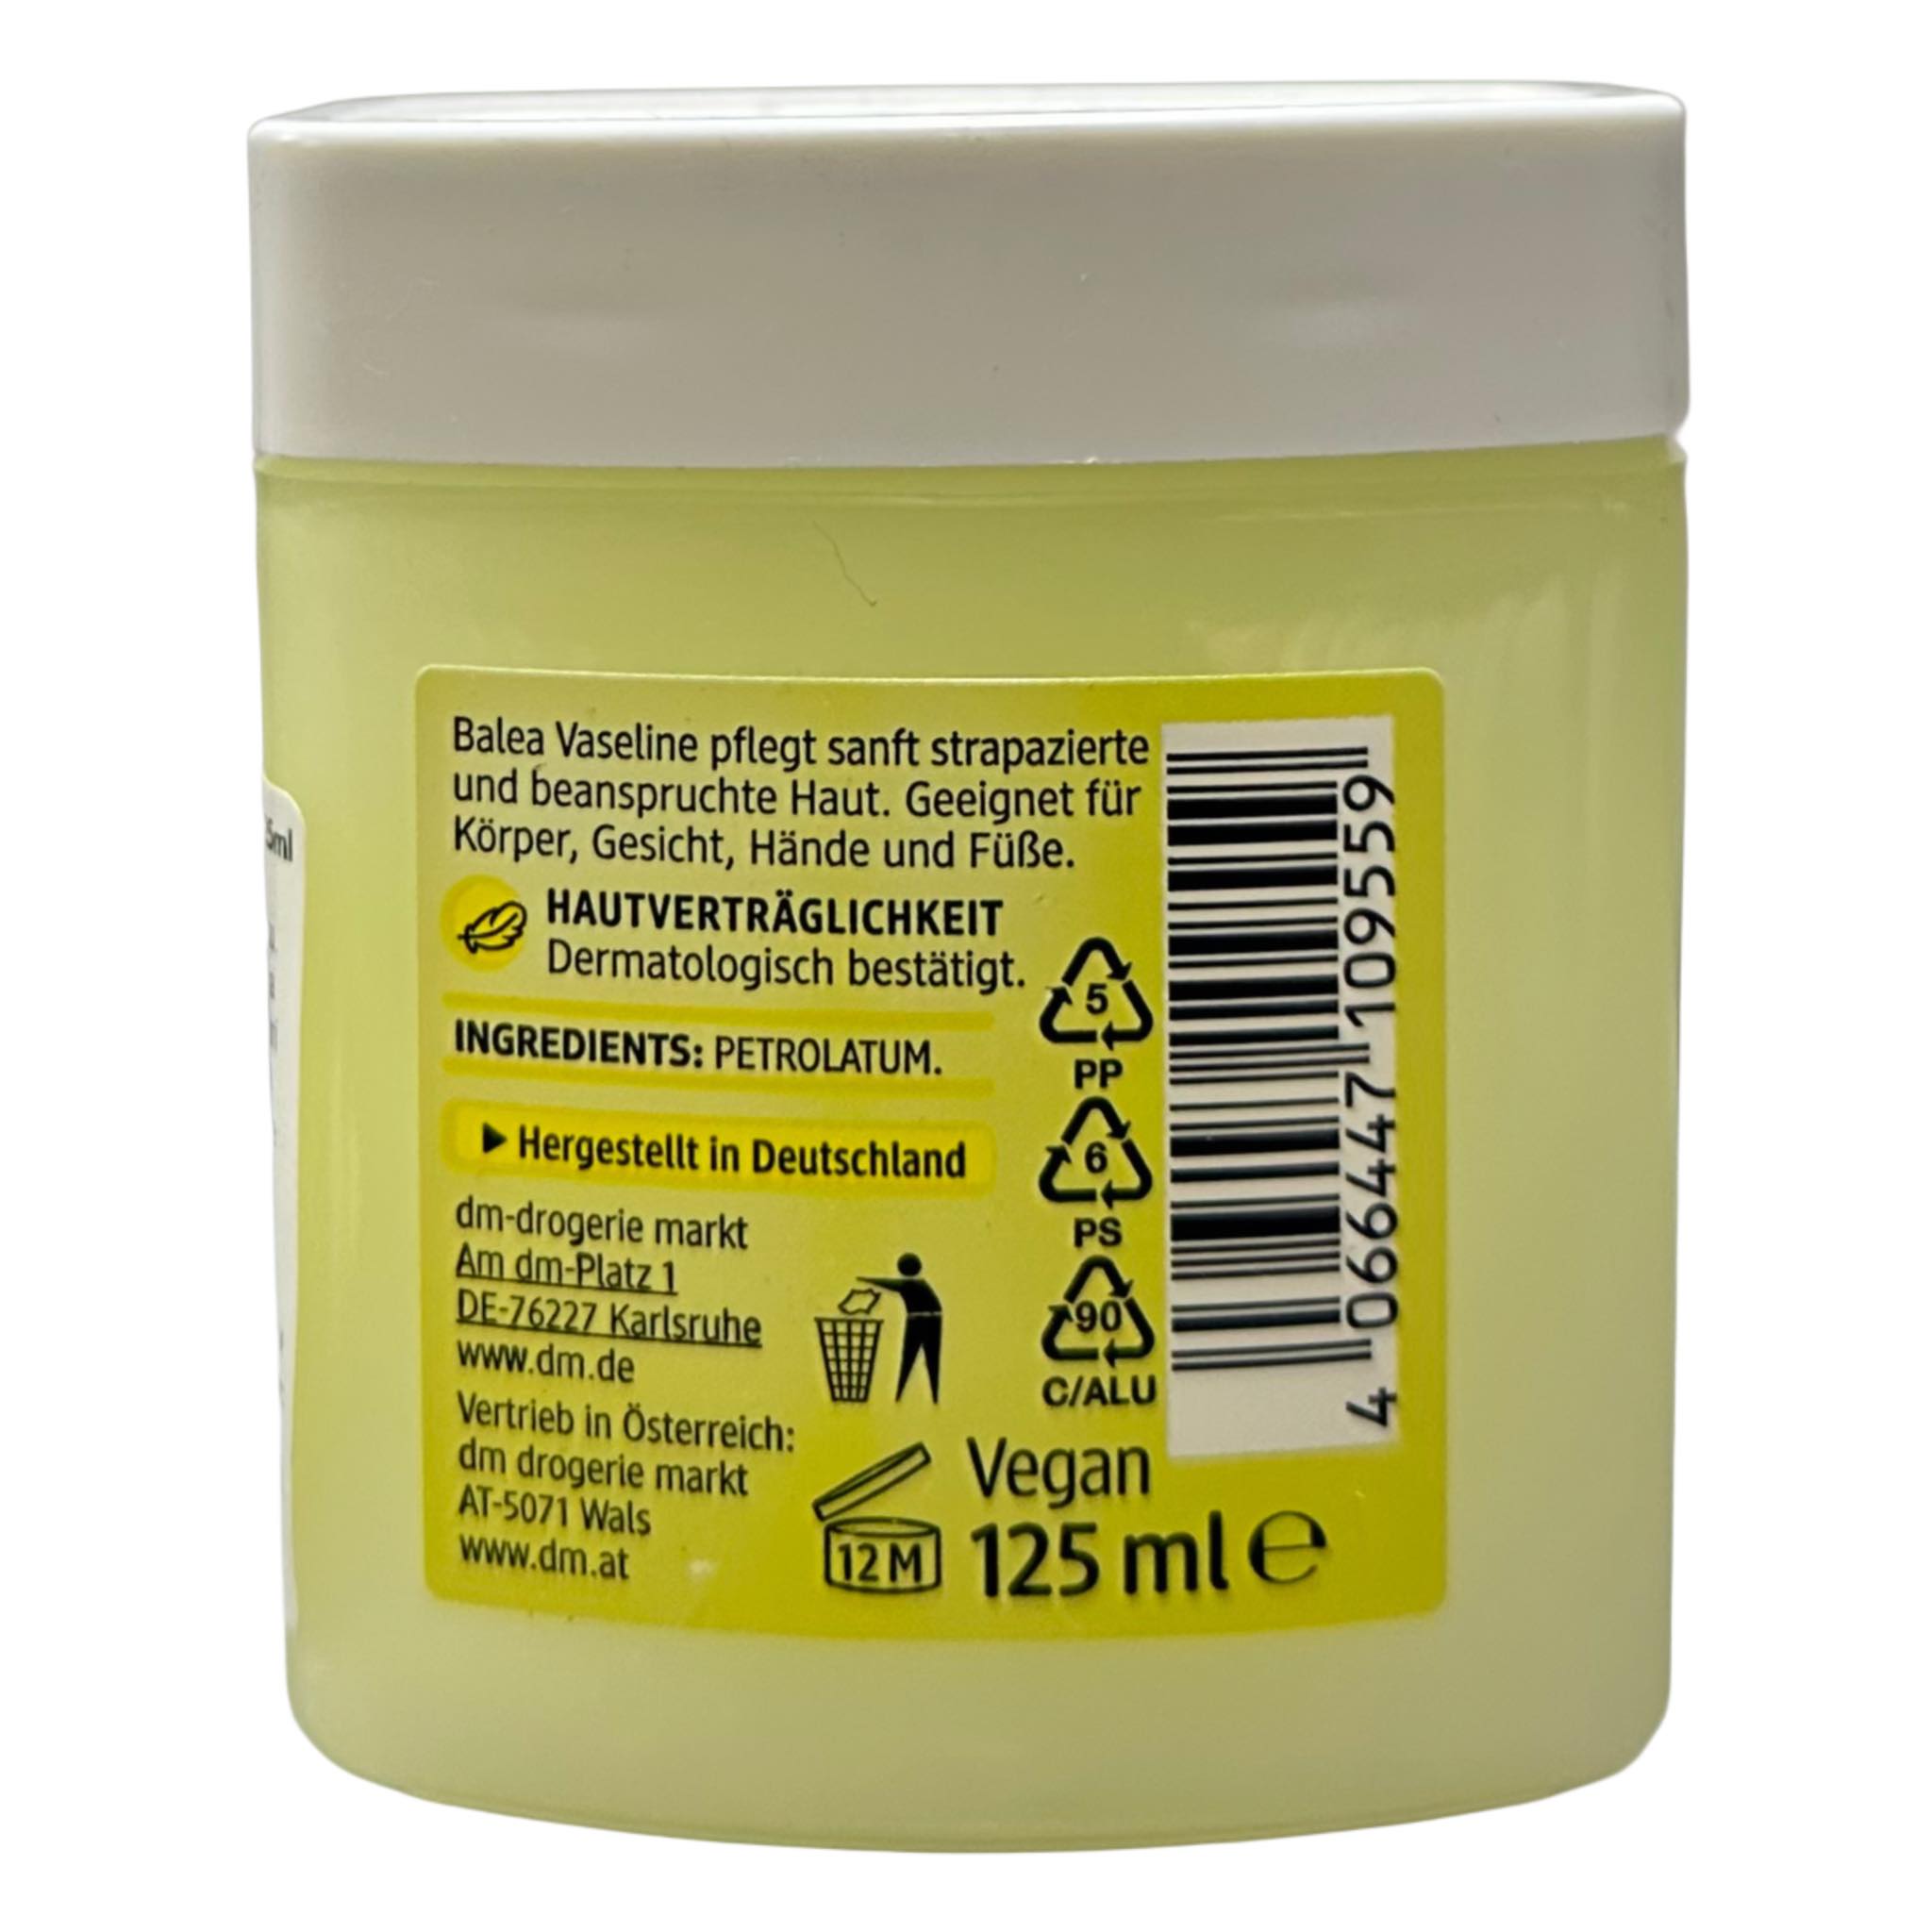 Balea Vaseline pflegt sanft strapazierte
und beanspruchte Haut. Geeignet für
Körper, Gesicht, Hände und Füße.
HAUTVERTRÄGLICHKEIT
Dermatologisch bestätigt.
INGREDIENTS: PETROLATUM.
▶ Hergestellt in Deutschland
dm-drogerie markt
Am dm-Platz 1
DE-76227 Karlsruhe
www.dm.de
Vertrieb in Österreich:
dm drogerie markt
AT-5071 Wals
www.dm.at
5
PP
6
PS
90
C/ALU
12M
Vegan
125 ml e
4 066447 109559
5ml